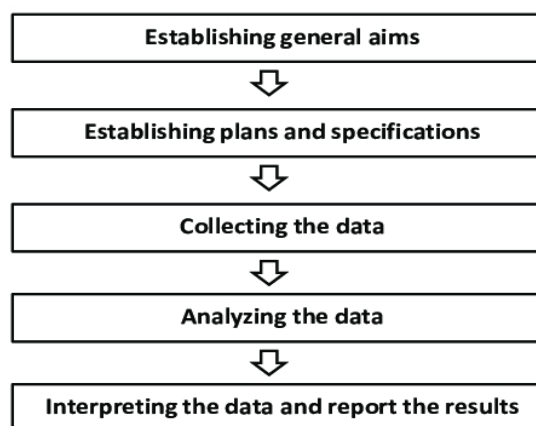 Establishing general aims
Establishing plans and specifications
Collecting the data
Analyzing the data
Interpreting the data and report the results